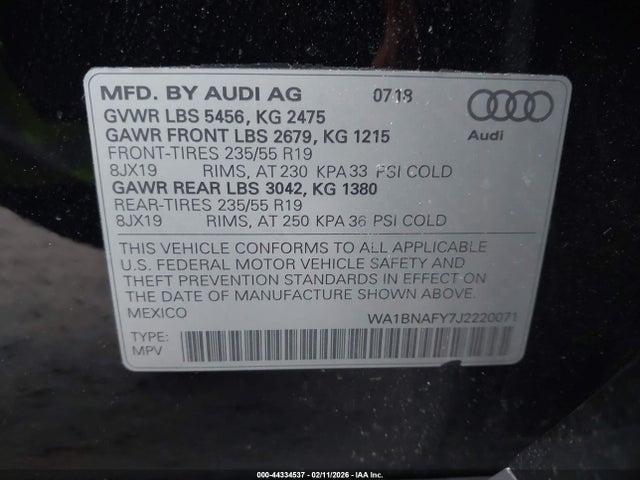 MFD. BY AUDI AG 07.18
GVWR LBS 5456, KG 2475
GAWR FRONT LBS 2679, KG 1215
FRONT-TIRES 235/55 R19
8JX19 RIMS, AT 230 KPA 33 PSI COLD
GAWR REAR LBS 3042, KG 1380
REAR-TIRES 235/55 R19
8JX19 RIMS, AT 250 KPA 36 PSI COLD
Audi
THIS VEHICLE CONFORMS TO ALL APPLICABLE
U.S. FEDERAL MOTOR VEHICLE SAFETY AND
THEFT PREVENTION STANDARDS IN EFFECT ON
THE DATE OF MANUFACTURE SHOWN ABOVE.
MEXICO WA1BNAFY7J2220071
TYPE:
MPV
000-44334537 - 02/11/2026 - IAA Inc.